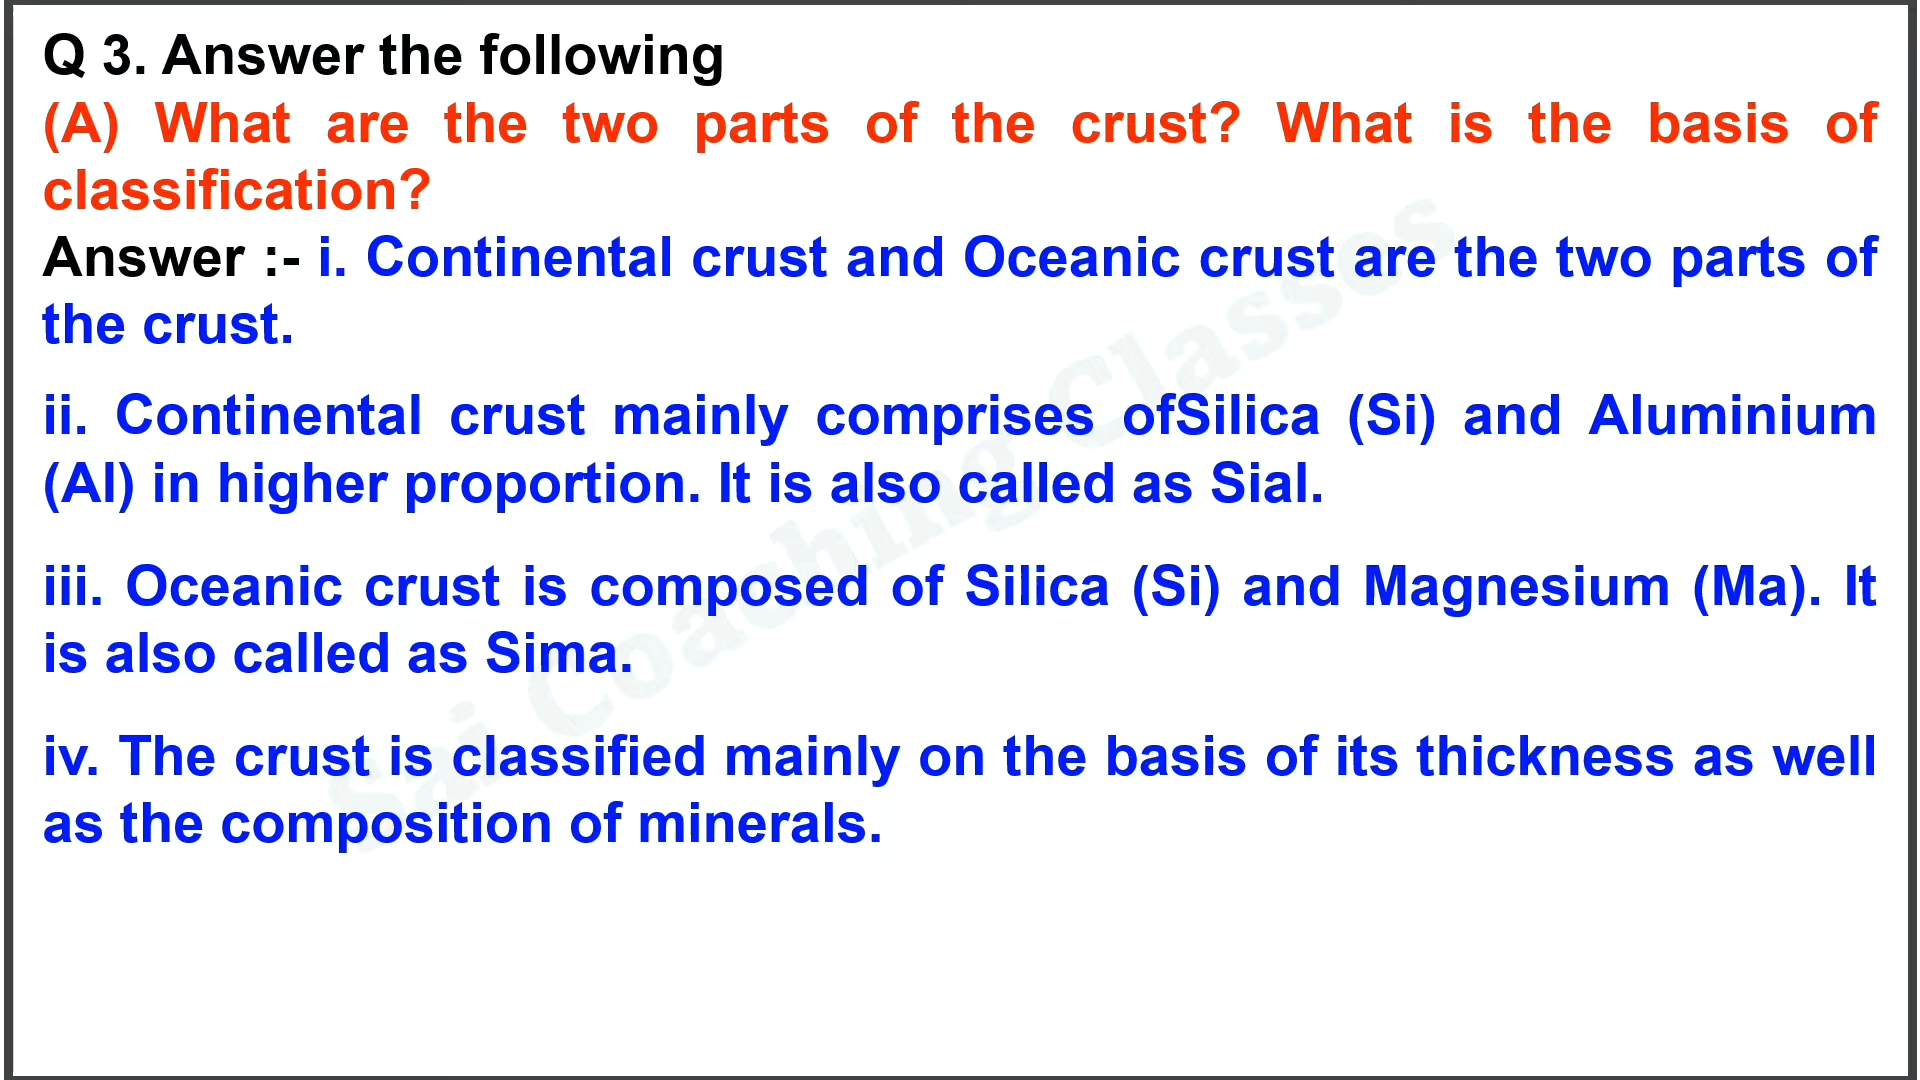 Q 3. Answer the following
(A) What are the two parts of the crust? What is the basis of
classification?
Answer :- i. Continental crust and Oceanic crust are the two parts of
the crust.
ii. Continental crust mainly comprises ofSilica (Si) and Aluminium
(Al) in higher proportion. It is also called as Sial.
iii. Oceanic crust is composed of Silica (Si) and Magnesium (Ma). It
is also called as Sima.
iv. The crust is classified mainly on the basis of its thickness as well
as the composition of minerals.
Sai Coaching Classes